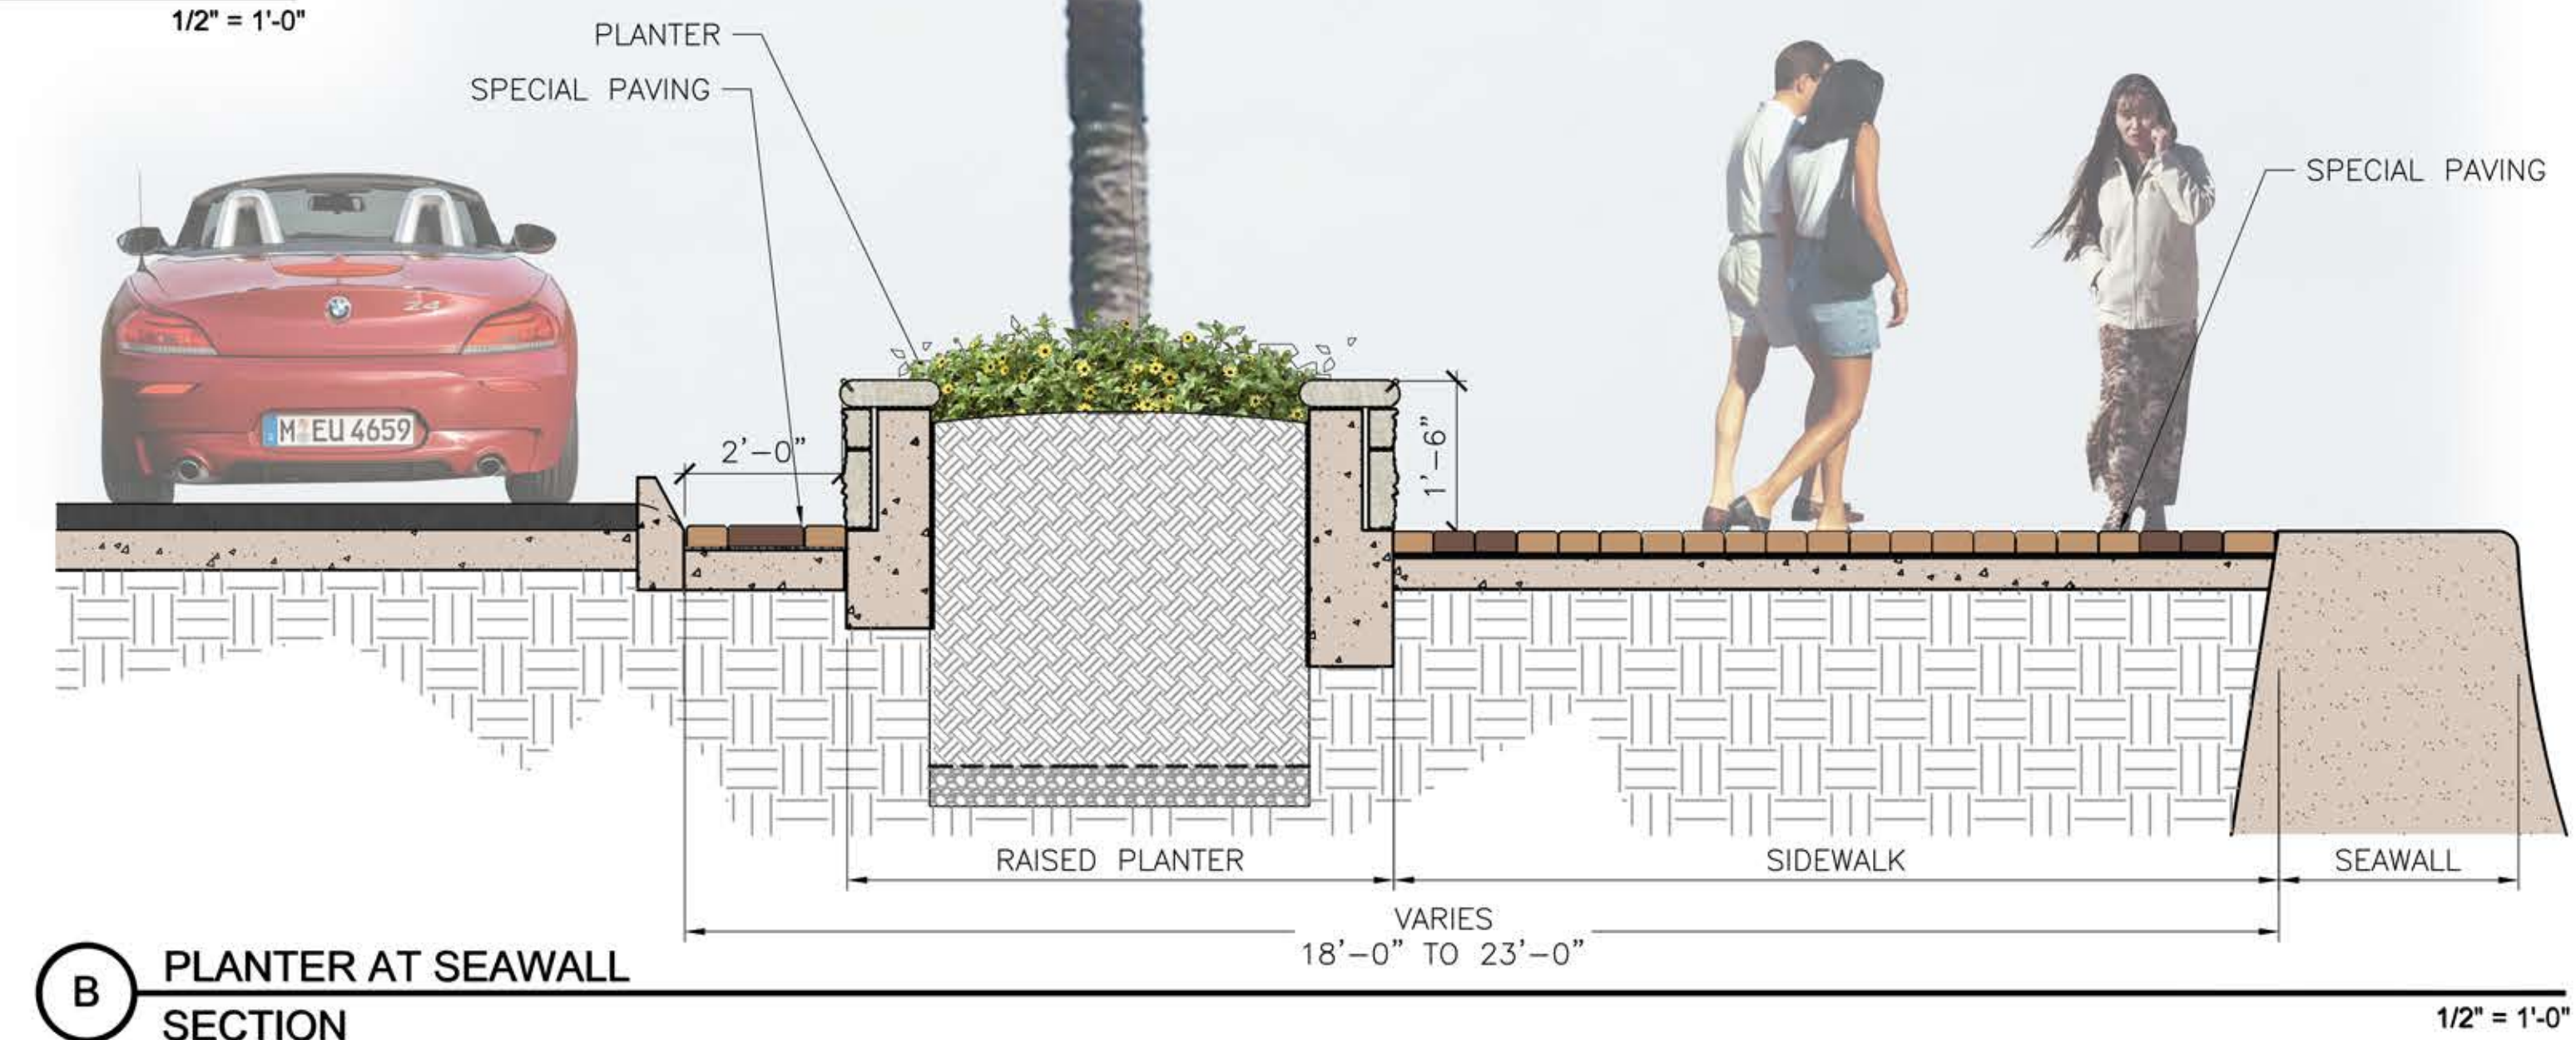 1/2" = 1'-0"
PLANTER
SPECIAL PAVING
SPECIAL PAVING
Z4
M EU 4659
2'-0"
1'-6"
RAISED PLANTER
SIDEWALK
SEAWALL
VARIES
18'-0" TO 23'-0"
B
PLANTER AT SEAWALL
SECTION
1/2" = 1'-0"